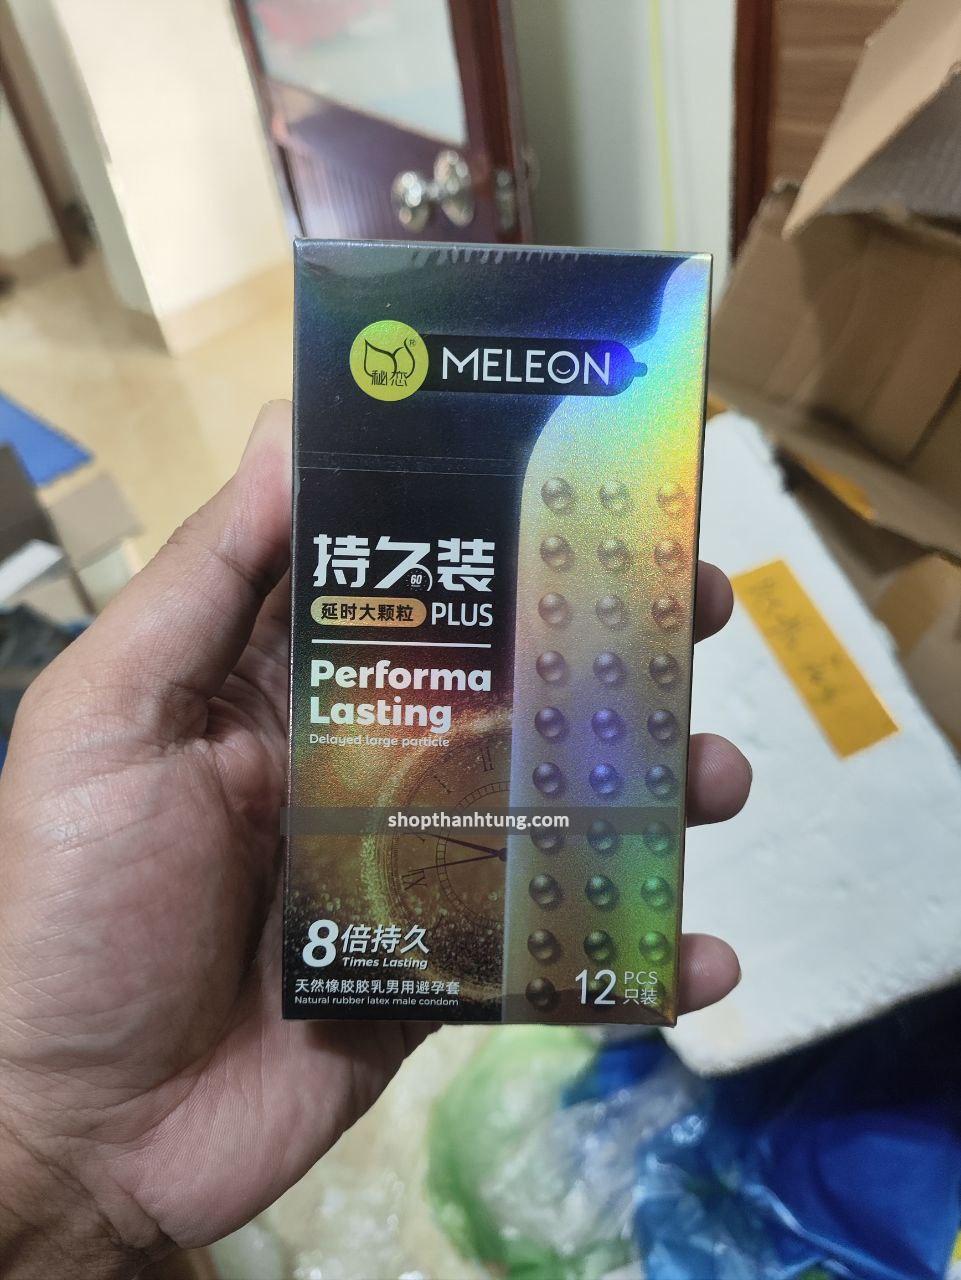 秘恋®
MELEON
持久装
60
延时大颗粒 PLUS
Performa
Lasting
Delayed large particle
shopthanhtung.com
8倍持久
Times Lasting
天然橡胶胶乳男用避孕套
Natural rubber latex male condom
12 PCS
只装